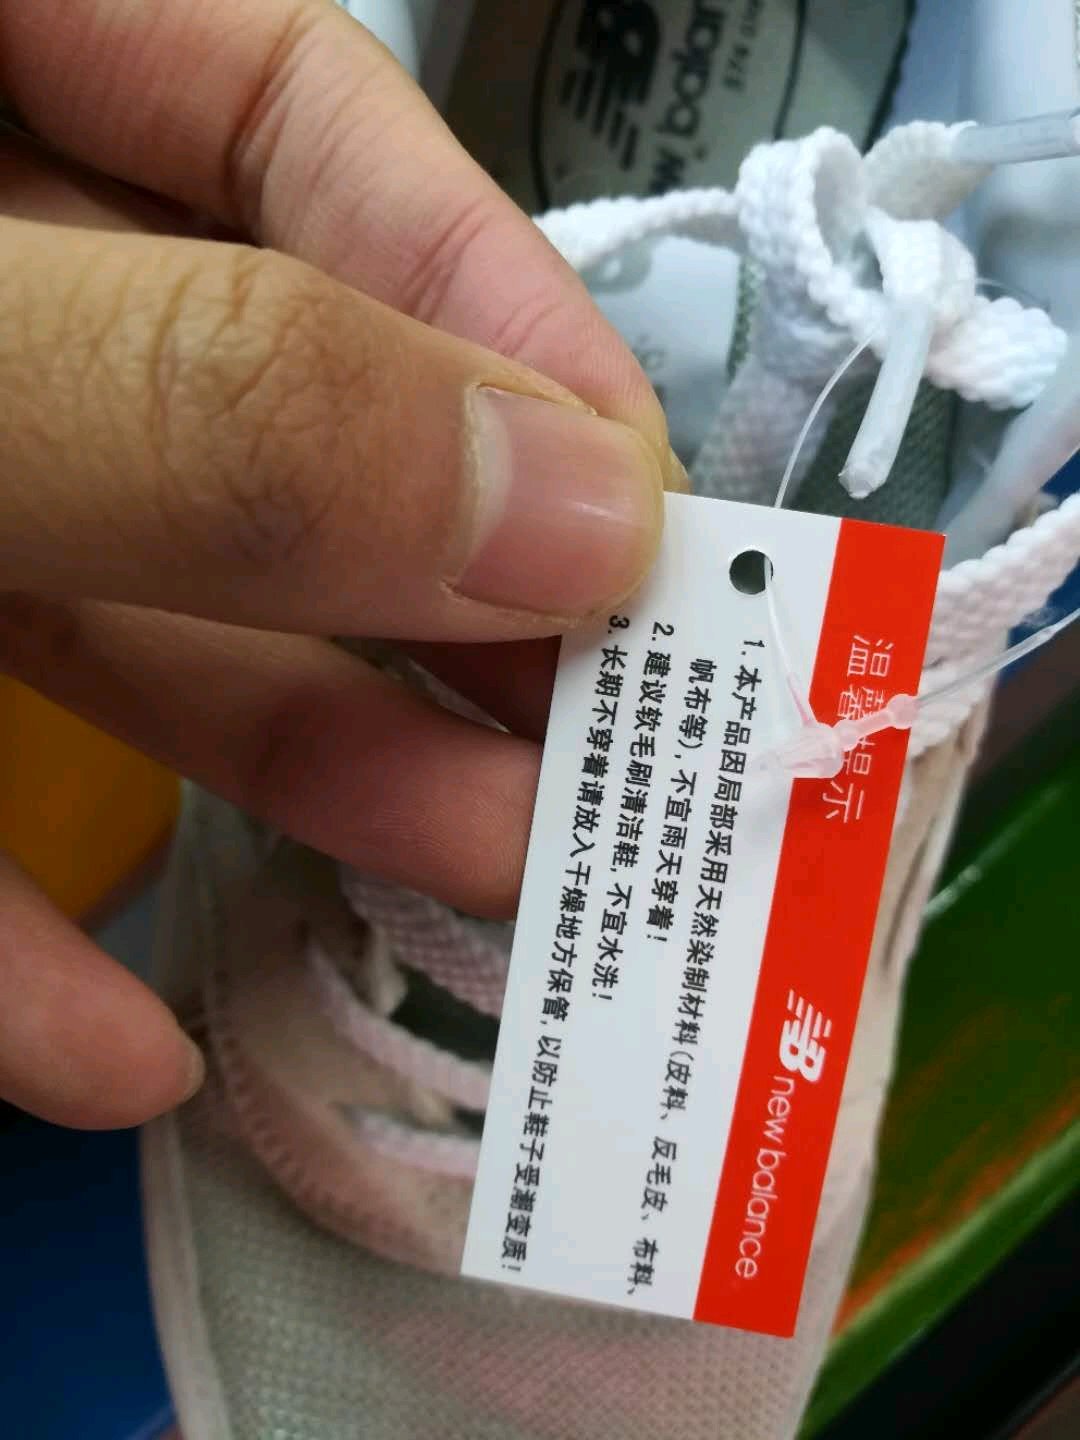 温馨提示
new balance
1. 本产品因局部采用天然染制材料(皮料、反毛皮、布料、
帆布等), 不宜雨天穿着!
2. 建议软毛刷清洁鞋, 不宜水洗!
3. 长期不穿着请放入干燥地方保管, 以防止鞋子受潮变质!
new balan
574